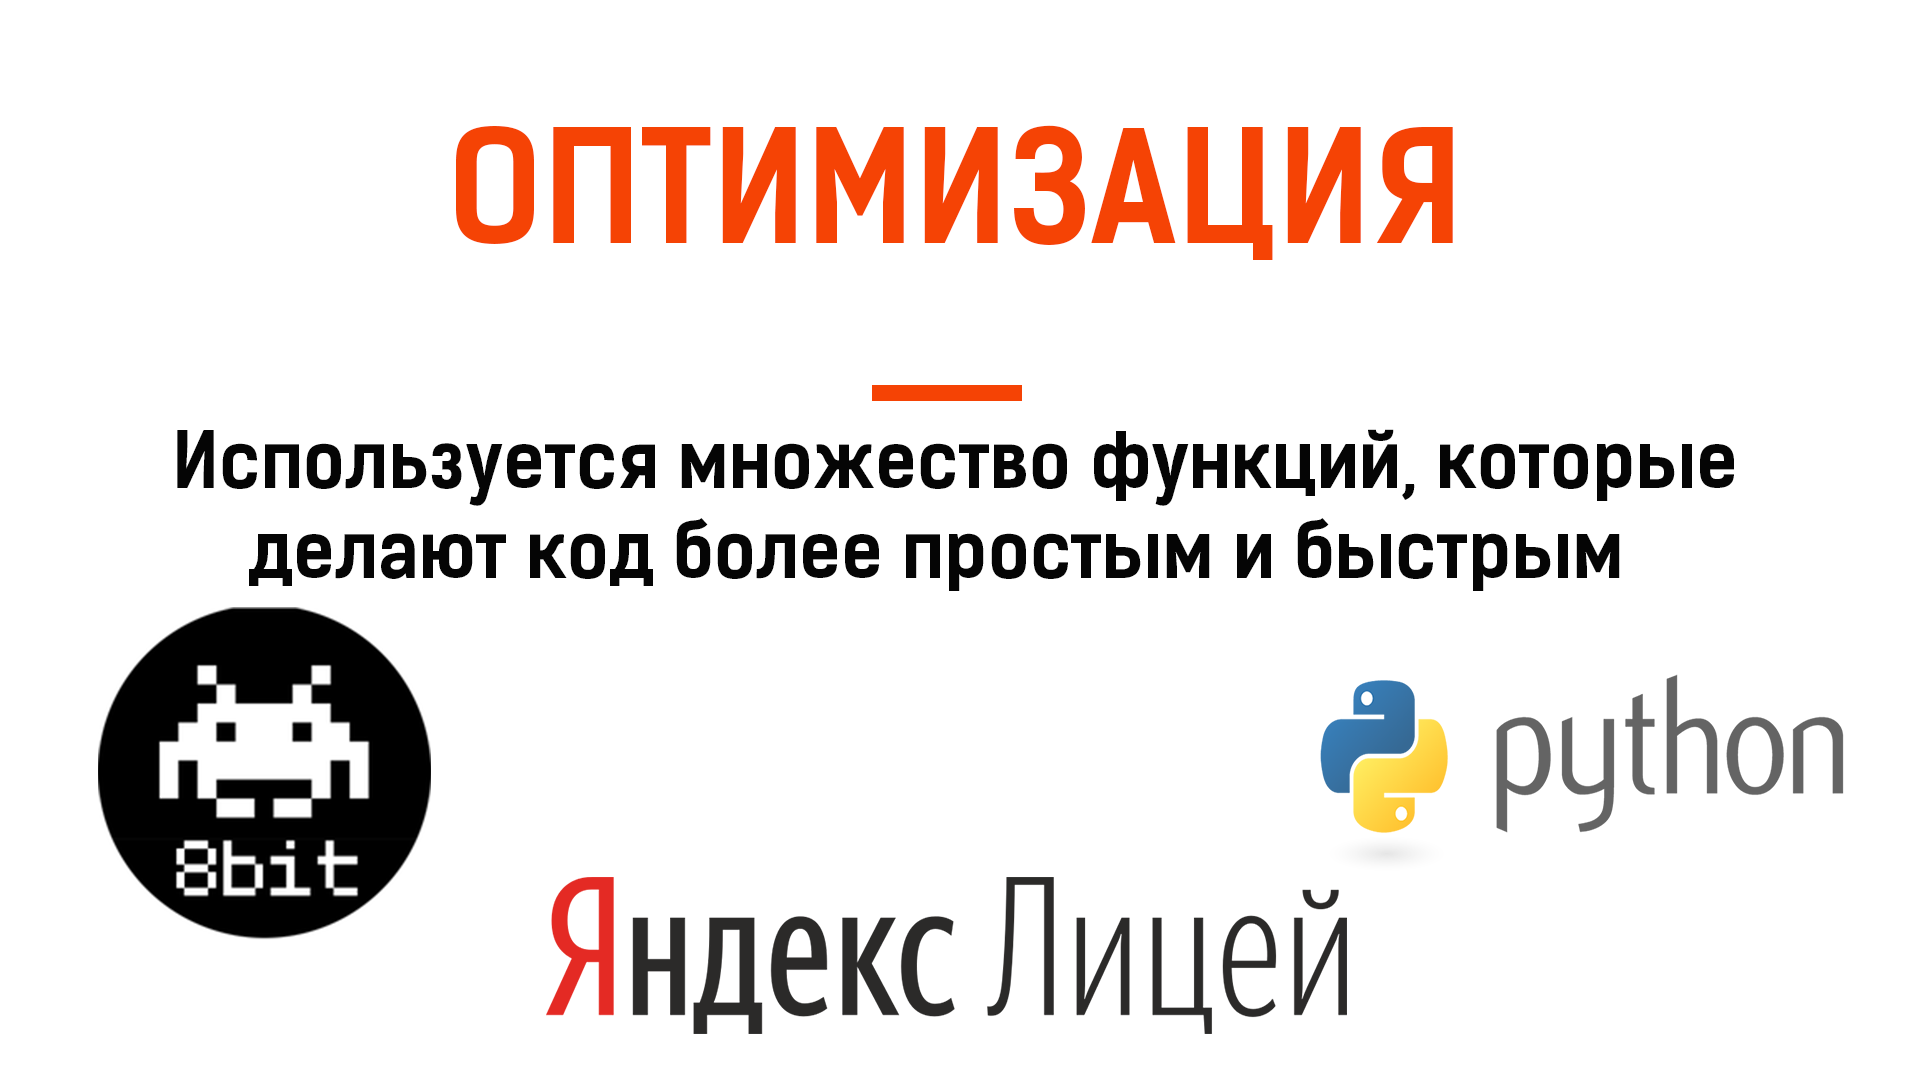 ОПТИМИЗАЦИЯ
Используется множество функций, которые
делают код более простым и быстрым
8bit
python
Яндекс Лицей